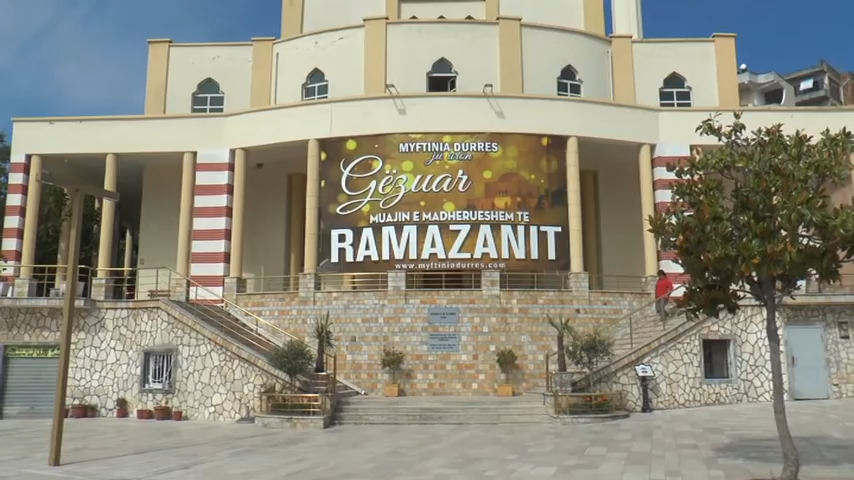 MYFTINIA DURRES
Ju uron
Gëzuar
MUAJIN E MADHERUESHEM TE
RAMAZANIT
www.myftiniadurres.com